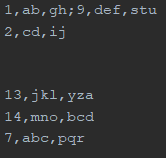 1,ab,gh;9,def,stu
2,cd,ij
13,jkl,yza
14,mno,bcd
7,abc,pqr